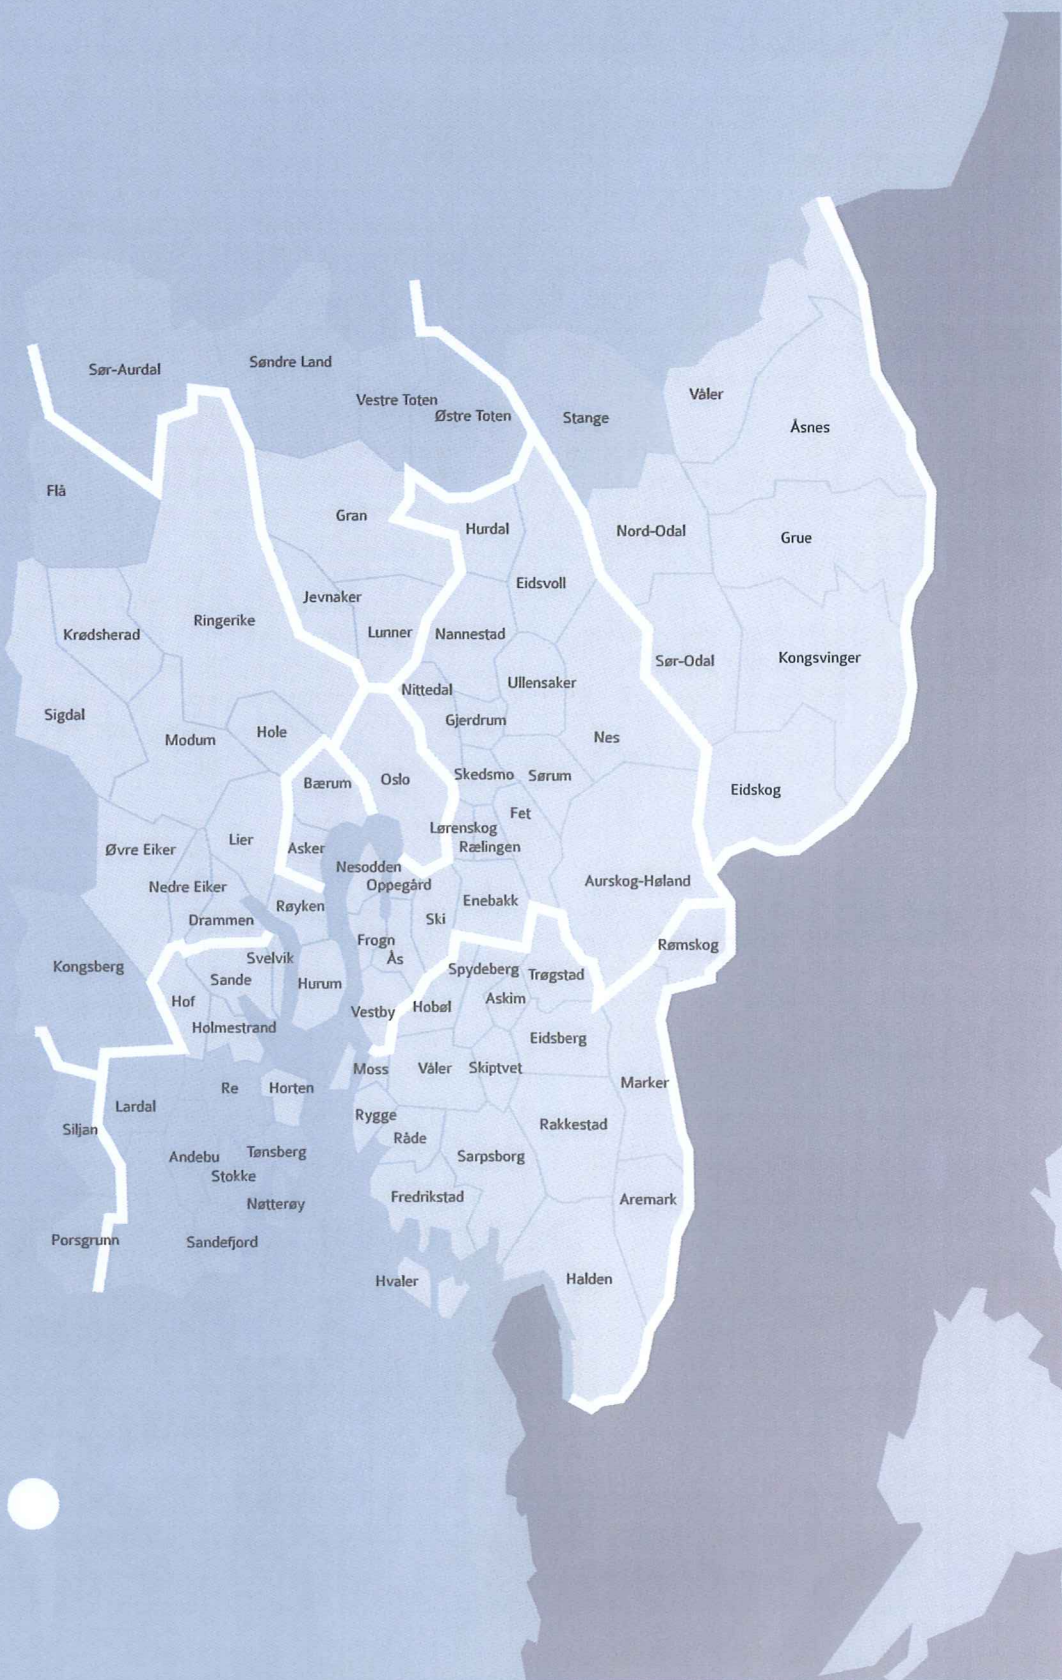 Sør-Aurdal
Søndre Land
Vestre Toten
Østre Toten
Stange
Våler
Åsnes
Flå
Gran
Hurdal
Nord-Odal
Grue
Jevnaker
Eidsvoll
Krødsherad
Ringerike
Lunner
Nannestad
Sør-Odal
Kongsvinger
Nittedal
Ullensaker
Sigdal
Modum
Hole
Gjerdrum
Nes
Bærum
Oslo
Skedsmo
Sørum
Eidskog
Fet
Øvre Eiker
Lier
Asker
Lørenskog
Rælingen
Nesodden
Oppegård
Aurskog-Høland
Nedre Eiker
Drammen
Røyken
Enebakk
Ski
Frogn
Ås
Rømskog
Kongsberg
Svelvik
Sande
Hurum
Spydeberg
Trøgstad
Hof
Holmestrand
Vestby
Hobøl
Askim
Eidsberg
Moss
Våler
Skiptvet
Marker
Re
Horten
Lardal
Siljan
Rygge
Råde
Rakkestad
Andebu
Tønsberg
Stokke
Sarpsborg
Nøtterøy
Fredrikstad
Aremark
Porsgrunn
Sandefjord
Hvaler
Halden